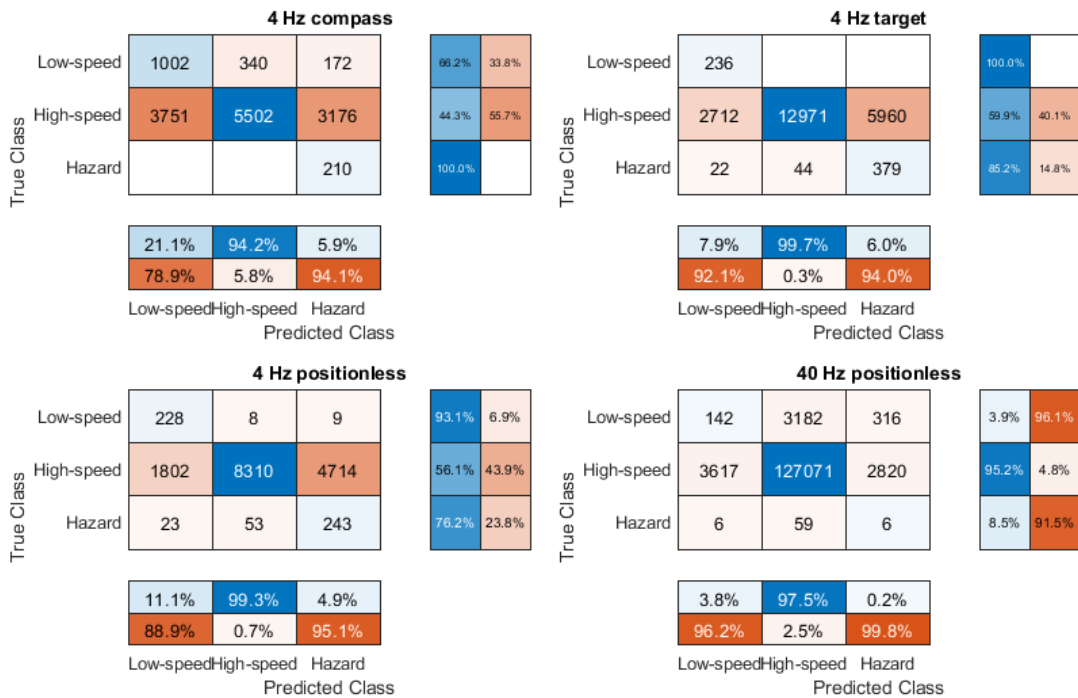 4 Hz compass
True Class
Low-speed 1002 340 172 66.2% 33.8%
High-speed 3751 5502 3176 44.3% 55.7%
Hazard 210 100.0%
21.1% 94.2% 5.9%
78.9% 5.8% 94.1%
Low-speed High-speed Hazard
Predicted Class
4 Hz target
True Class
Low-speed 236 100.0%
High-speed 2712 12971 5960 59.9% 40.1%
Hazard 22 44 379 85.2% 14.8%
7.9% 99.7% 6.0%
92.1% 0.3% 94.0%
Low-speed High-speed Hazard
Predicted Class
4 Hz positionless
True Class
Low-speed 228 8 9 93.1% 6.9%
High-speed 1802 8310 4714 56.1% 43.9%
Hazard 23 53 243 76.2% 23.8%
11.1% 99.3% 4.9%
88.9% 0.7% 95.1%
Low-speed High-speed Hazard
Predicted Class
40 Hz positionless
True Class
Low-speed 142 3182 316 3.9% 96.1%
High-speed 3617 127071 2820 95.2% 4.8%
Hazard 6 59 6 8.5% 91.5%
3.8% 97.5% 0.2%
96.2% 2.5% 99.8%
Low-speed High-speed Hazard
Predicted Class